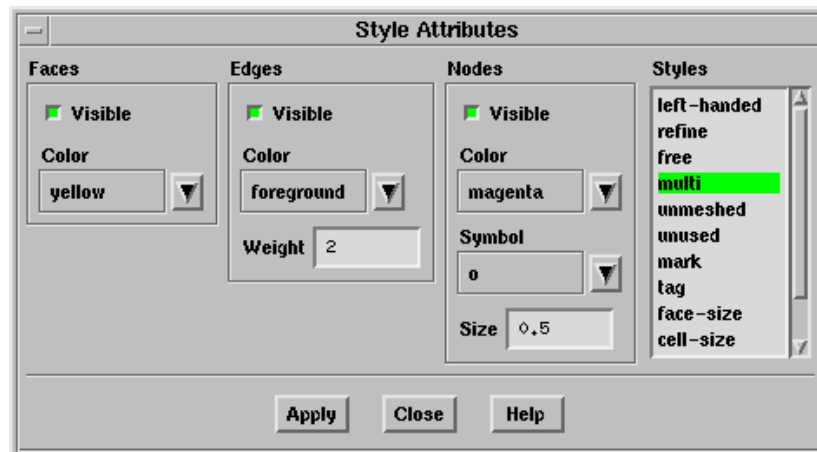 Style Attributes
Faces
Visible
Color
yellow
Edges
Visible
Color
foreground
Weight 2
Nodes
Visible
Color
magenta
Symbol
o
Size 0.5
Styles
left-handed
refine
free
multi
unmeshed
unused
mark
tag
face-size
cell-size
Apply Close Help